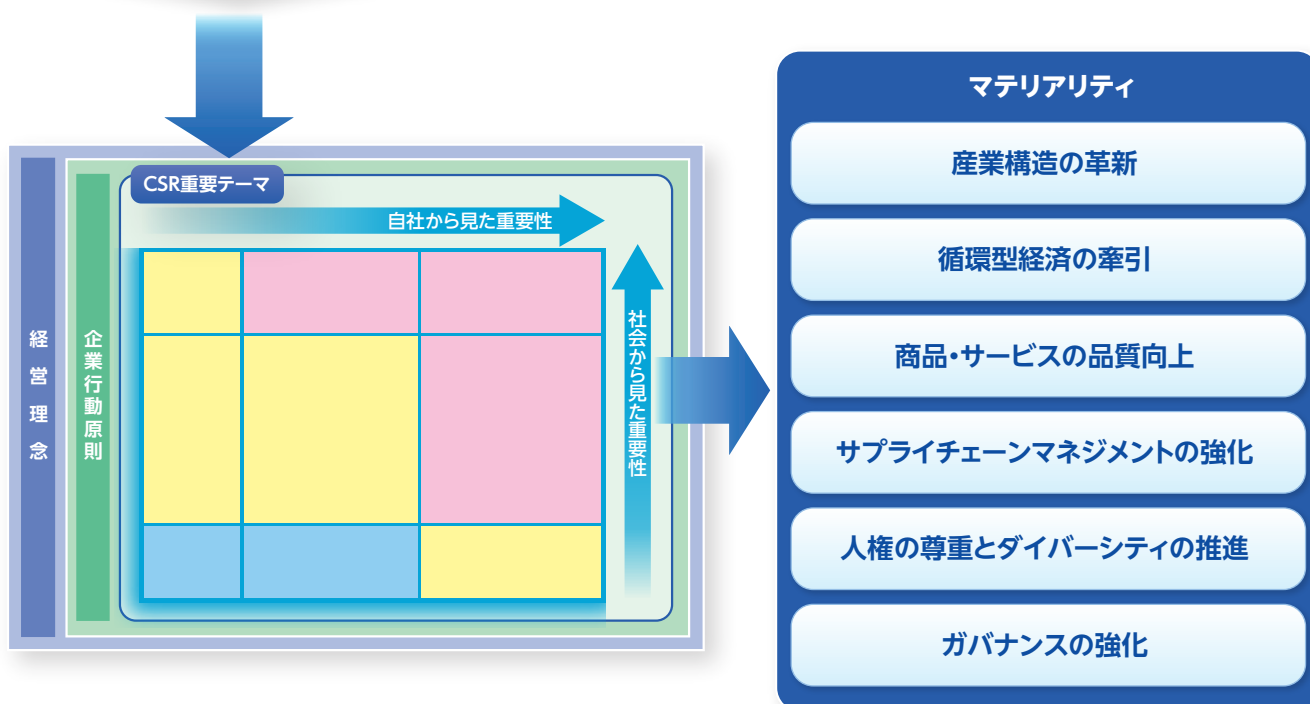 経営理念
企業行動原則
CSR重要テーマ
自社から見た重要性
社会から見た重要性
マテリアリティ
産業構造の革新
循環型経済の牽引
商品・サービスの品質向上
サプライチェーンマネジメントの強化
人権の尊重とダイバーシティの推進
ガバナンスの強化